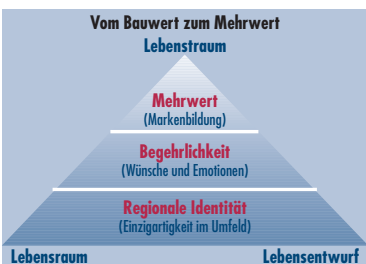 Vom Bauwert zum Mehrwert
Lebenstraum
Mehrwert
(Markenbildung)
Begehrlichkeit
(Wünsche und Emotionen)
Regionale Identität
(Einzigartigkeit im Umfeld)
Lebensraum Lebensentwurf